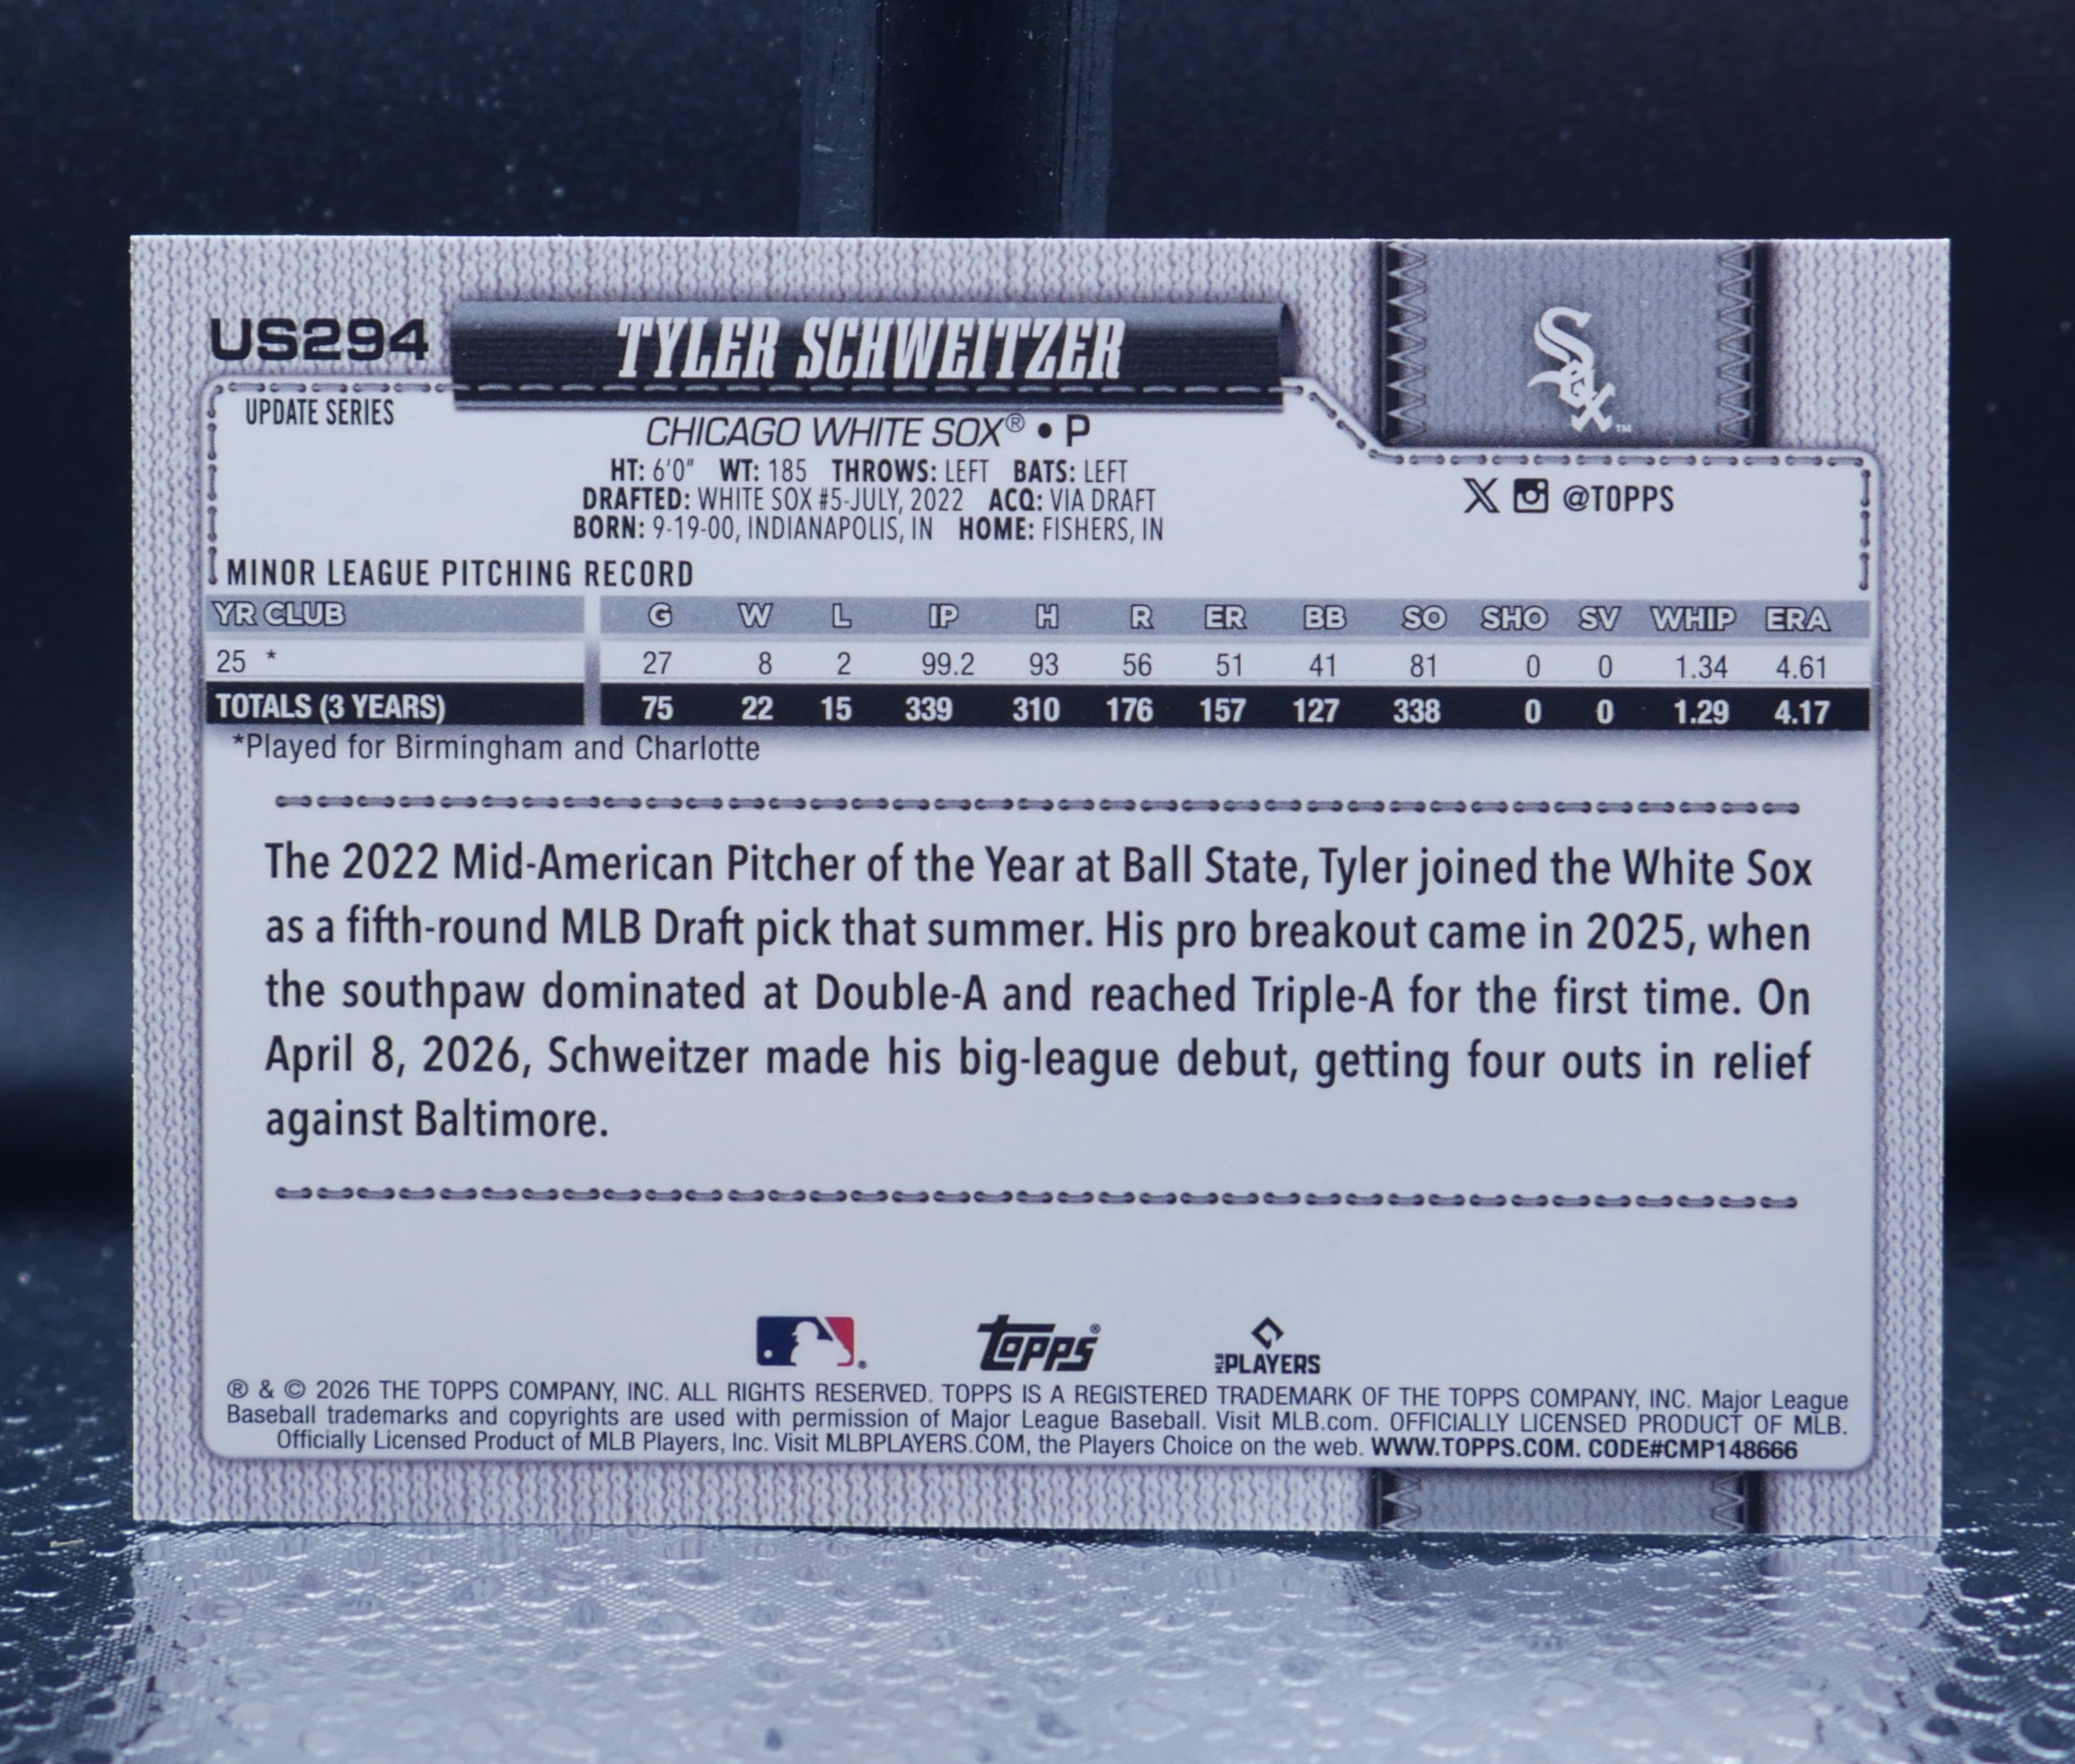 US294
TYLER SCHWEITZER
Sox™
UPDATE SERIES
CHICAGO WHITE SOX® • P
HT: 6'0" WT: 185 THROWS: LEFT BATS: LEFT
DRAFTED: WHITE SOX #5-JULY, 2022 ACQ: VIA DRAFT
BORN: 9-19-00, INDIANAPOLIS, IN HOME: FISHERS, IN
@TOPPS
MINOR LEAGUE PITCHING RECORD
YR CLUB G W L IP H R ER BB SO SHO SV WHIP ERA
25 * 27 8 2 99.2 93 56 51 41 81 0 0 1.34 4.61
TOTALS (3 YEARS) 75 22 15 339 310 176 157 127 338 0 0 1.29 4.17
*Played for Birmingham and Charlotte
The 2022 Mid-American Pitcher of the Year at Ball State, Tyler joined the White Sox
as a fifth-round MLB Draft pick that summer. His pro breakout came in 2025, when
the southpaw dominated at Double-A and reached Triple-A for the first time. On
April 8, 2026, Schweitzer made his big-league debut, getting four outs in relief
against Baltimore.
Topps®
MLB PLAYERS
® & © 2026 THE TOPPS COMPANY, INC. ALL RIGHTS RESERVED. TOPPS IS A REGISTERED TRADEMARK OF THE TOPPS COMPANY, INC. Major League
Baseball trademarks and copyrights are used with permission of Major League Baseball. Visit MLB.com. OFFICIALLY LICENSED PRODUCT OF MLB.
Officially Licensed Product of MLB Players, Inc. Visit MLBPLAYERS.COM, the Players Choice on the web. WWW.TOPPS.COM. CODE#CMP148666